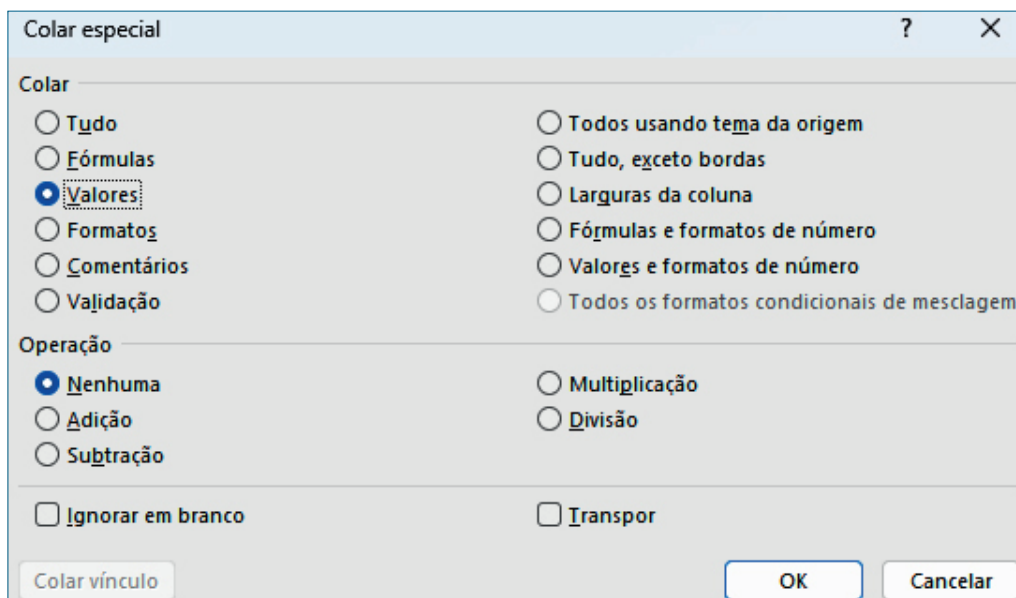 Colar especial ? ×
Colar
Tudo
Fórmulas
Valores
Formatos
Comentários
Validação
Todos usando tema da origem
Tudo, exceto bordas
Larguras da coluna
Fórmulas e formatos de número
Valores e formatos de número
Todos os formatos condicionais de mesclagem
Operação
Nenhuma
Adição
Subtração
Multiplicação
Divisão
Ignorar em branco
Transpor
Colar vínculo
OK
Cancelar